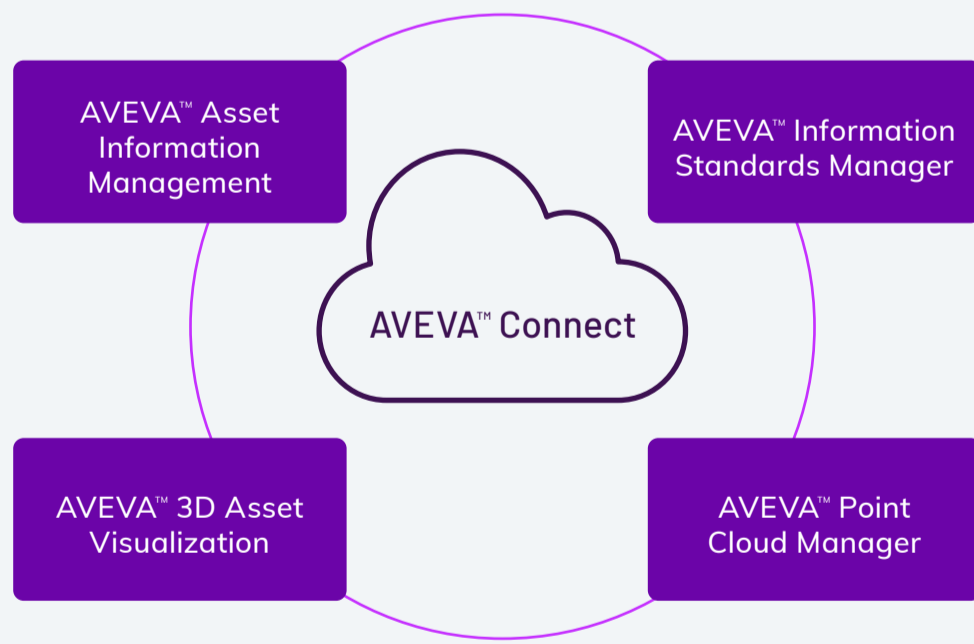 AVEVA™ Asset
Information
Management
AVEVA™ Information
Standards Manager
AVEVA™ Connect
AVEVA™ 3D Asset
Visualization
AVEVA™ Point
Cloud Manager